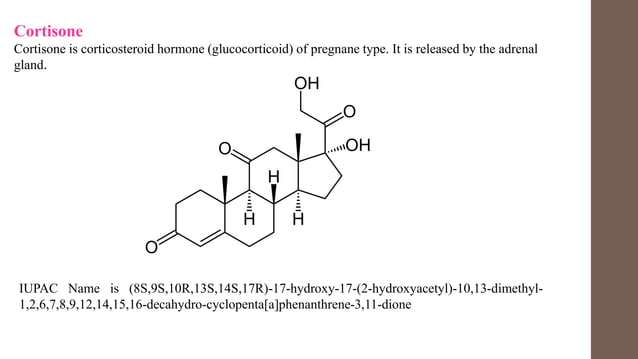 Cortisone
Cortisone is corticosteroid hormone (glucocorticoid) of pregnane type. It is released by the adrenal
gland.
OH
O
O
OH
H
H
H
O
IUPAC Name is (8S,9S,10R,13S,14S,17R)-17-hydroxy-17-(2-hydroxyacetyl)-10,13-dimethyl-
1,2,6,7,8,9,12,14,15,16-decahydro-cyclopenta[a]phenanthrene-3,11-dione